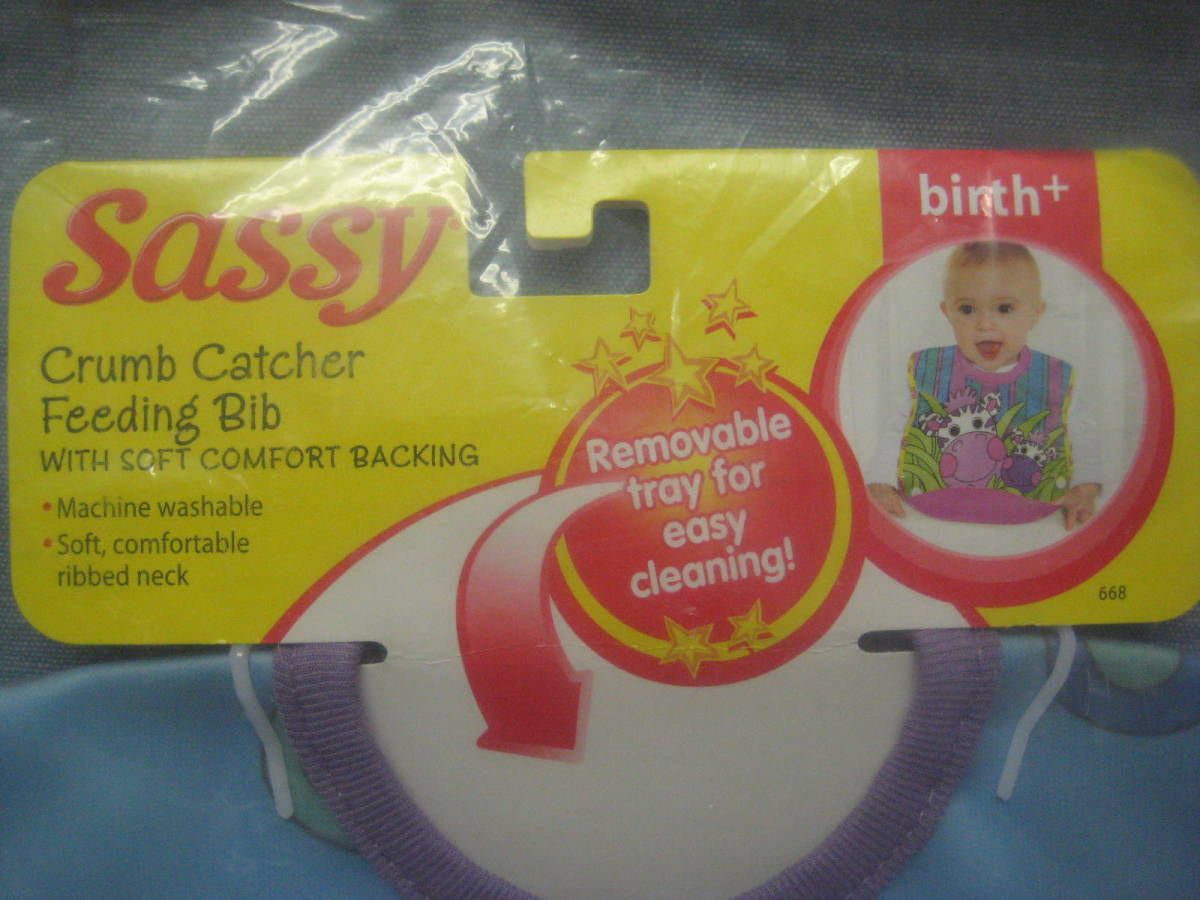 Sassy
Crumb Catcher
Feeding Bib
WITH SOFT COMFORT BACKING
• Machine washable
• Soft, comfortable
ribbed neck
Removable
tray for
easy
cleaning!
birth+
668